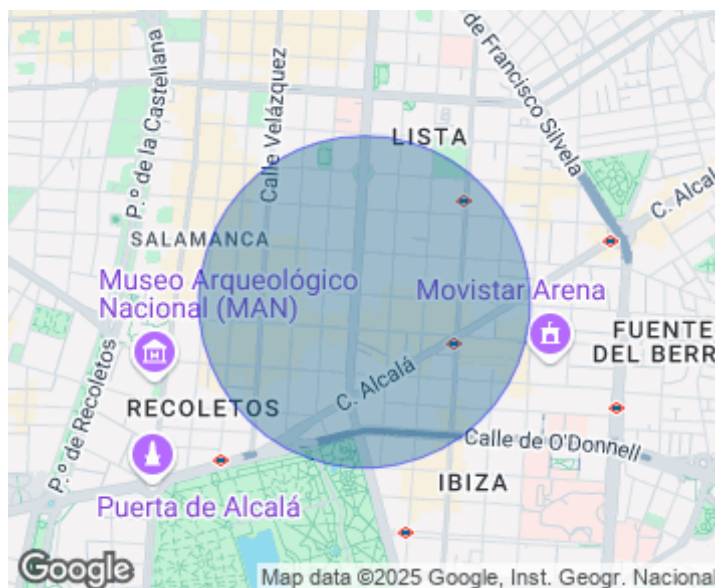 de Francisco Silvela
P.º de la Castellana
Calle Velázquez
LISTA
C. Alcalá
SALAMANCA
Museo Arqueológico
Nacional (MAN)
Movistar Arena
FUENTE
DEL BERR
P.º de Recoletos
RECOLETOS
C. Alcalá
Calle de O'Donnell
IBIZA
Puerta de Alcalá
Google
Map data ©2025 Google, Inst. Geogr. Nacional